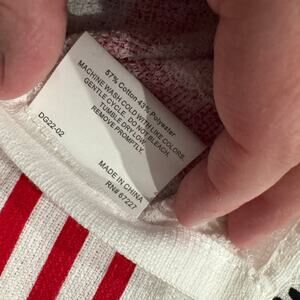 57% Cotton 43% Polyester
MACHINE WASH COLD WITH LIKE COLORS
GENTLE CYCLE. DO NOT BLEACH.
TUMBLE DRY LOW.
REMOVE PROMPTLY.
DG22-02
MADE IN CHINA
RN# 67227